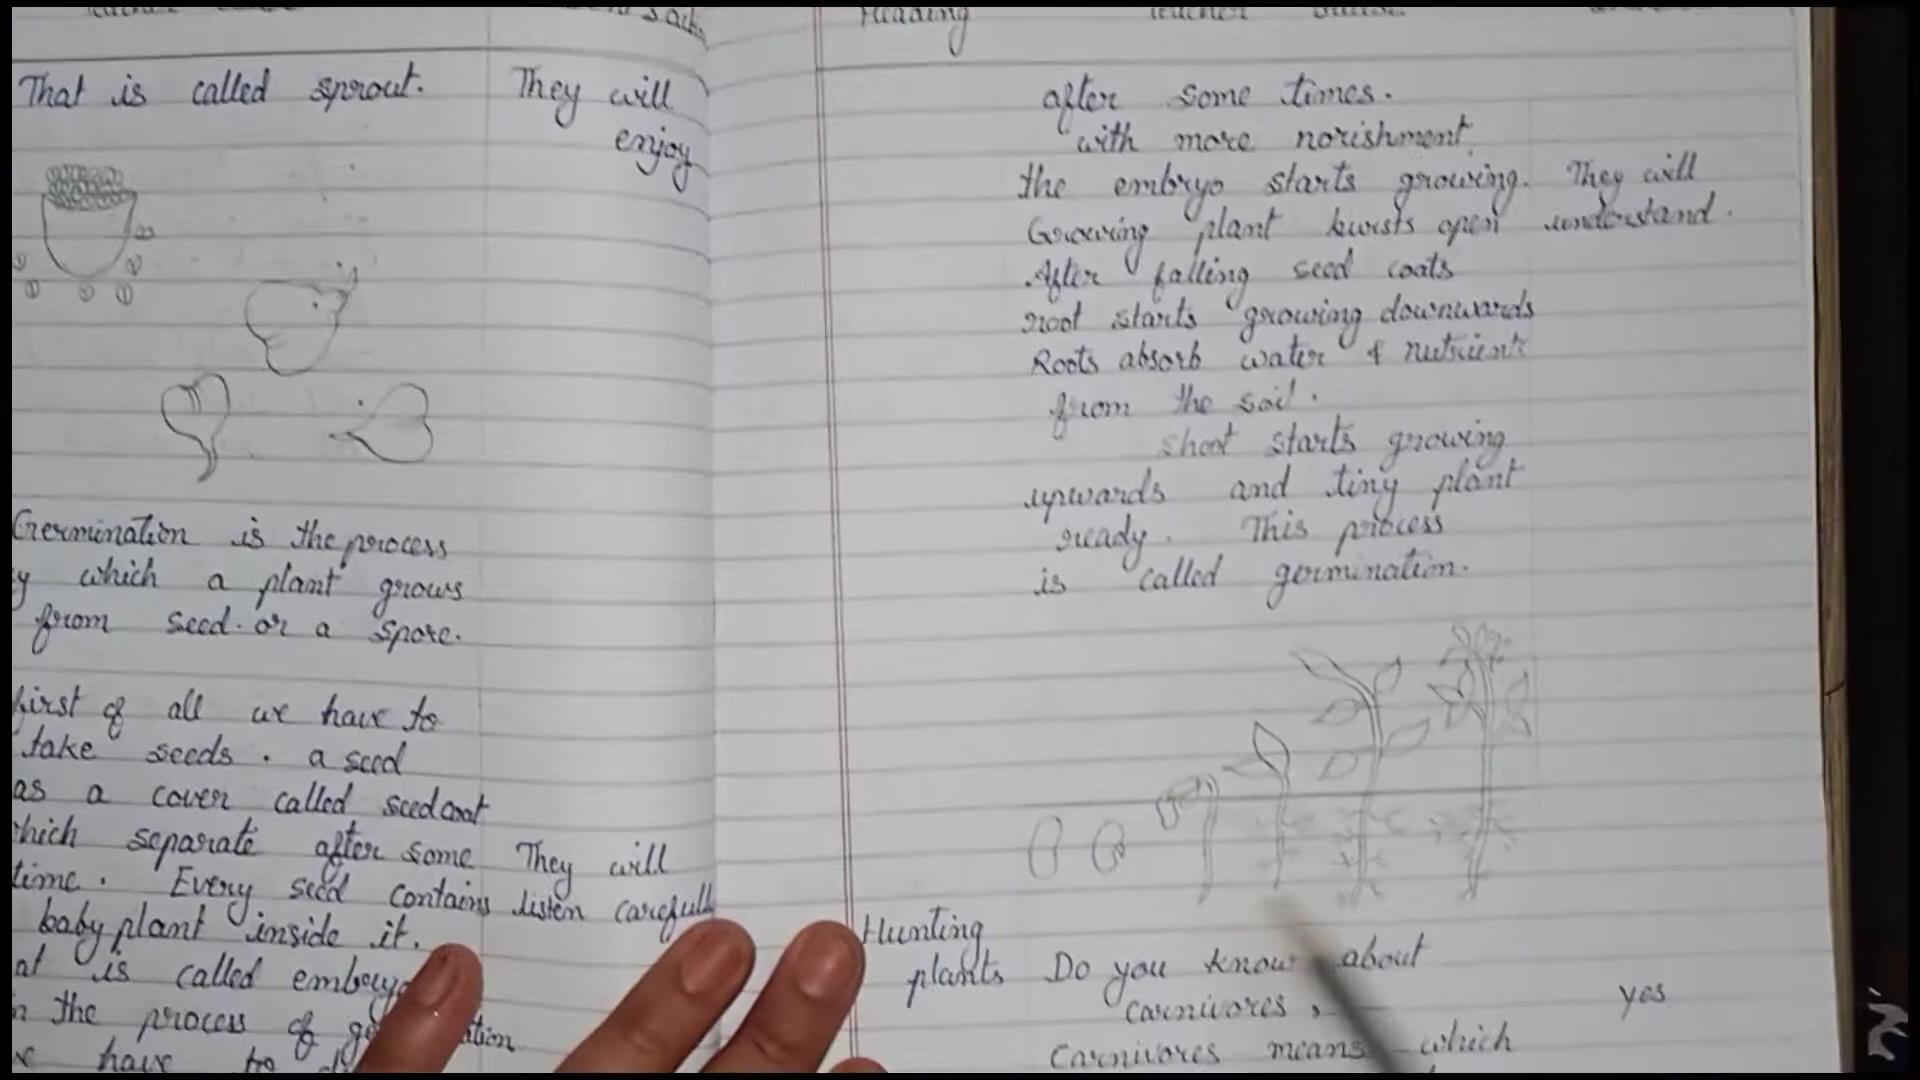 Heading
That is called sprout.
They will
enjoy
Germination is the process
which a plant grows
from seed. or a spore.
first of all we have to
take seeds. a seed
as a cover called seedcoat
which separate after some
time. Every seed contains
baby plant inside it.
at is called embryo
the process of
have to
They will
listen carefull
after some times.
with more norishment
the embryo starts growing.
Growing plant bursts open
After falling seed coats
root starts growing downwards
Roots absorb water & nutrients
from the soil.
shoot starts growing
upwards and tiny plant
ready. This process
is called germination.
They will
understand.
Hunting
plants
Do you know about
carnivores,
Carnivores means which
yes